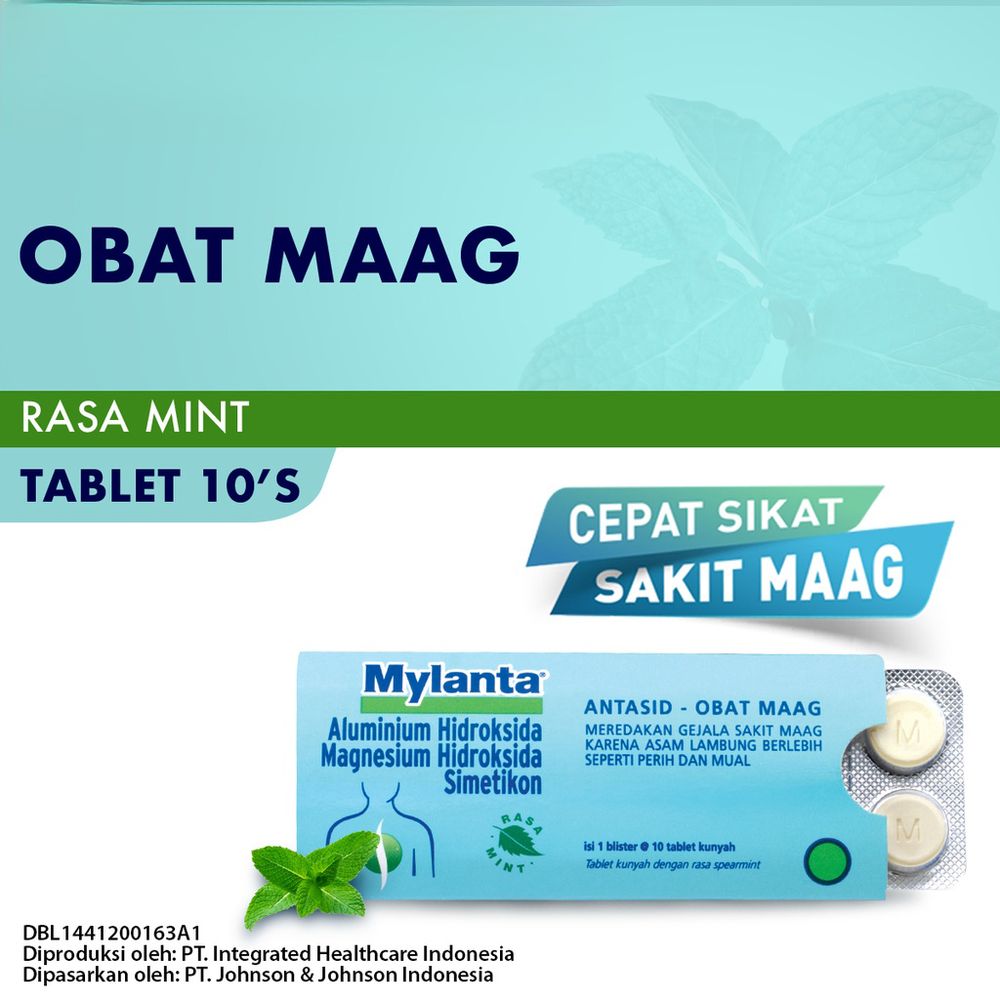 OBAT MAAG
RASA MINT
TABLET 10'S
CEPAT SIKAT
SAKIT MAAG
Mylanta®
Aluminium Hidroksida
Magnesium Hidroksida
Simetikon
RASA
MINT
ANTASID - OBAT MAAG
MEREDAKAN GEJALA SAKIT MAAG
KARENA ASAM LAMBUNG BERLEBIH
SEPERTI PERIH DAN MUAL
isi 1 blister @ 10 tablet kunyah
Tablet kunyah dengan rasa spearmint
M
M
DBL1441200163A1
Diproduksi oleh: PT. Integrated Healthcare Indonesia
Dipasarkan oleh: PT. Johnson & Johnson Indonesia